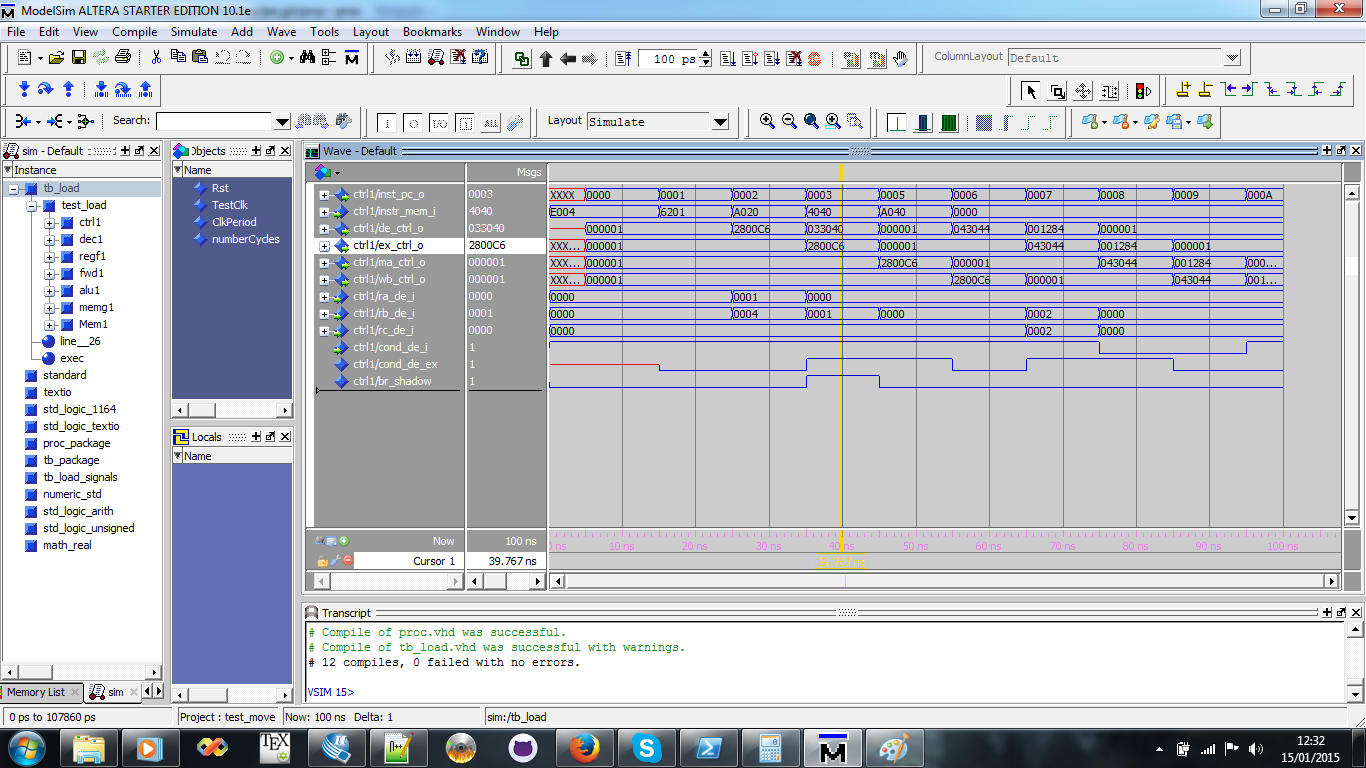 ModelSim ALTERA STARTER EDITION 10.1e
File Edit View Compile Simulate Add Wave Tools Layout Bookmarks Window Help
100 ps
ColumnLayout Default
Search:
Layout Simulate
sim - Default
Instance
tb_load
test_load
ctrl1
dec1
regf1
fwd1
alu1
memg1
Mem1
line__26
exec
standard
textio
std_logic_1164
std_logic_textio
proc_package
tb_package
tb_load_signals
numeric_std
std_logic_arith
std_logic_unsigned
math_real
Memory List sim
Objects
Name
Rst
TestClk
ClkPeriod
numberCycles
Locals
Name
Wave - Default
Msgs
ctrl1/inst_pc_o 0003 XXXX 0000 0001 0002 0003 0005 0006 0007 0008 0009 000A
ctrl1/instr_mem_i 4040 E004 6201 A020 4040 A040 0000
ctrl1/de_ctrl_o 033040 000001 2800C6 033040 000001 043044 001284 000001
ctrl1/ex_ctrl_o 2800C6 XXX... 000001 2800C6 000001 043044 001284 000001
ctrl1/ma_ctrl_o 000001 XXX... 000001 2800C6 000001 043044 001284 000...
ctrl1/wb_ctrl_o 000001 XXX... 000001 2800C6 000001 043044 001...
ctrl1/ra_de_i 0000 0000 0001 0000
ctrl1/rb_de_i 0001 0000 0004 0001 0000 0002 0000
ctrl1/rc_de_i 0000 0000 0002 0000
ctrl1/cond_de_i 1
ctrl1/cond_de_ex 1
ctrl1/br_shadow 1
Now 100 ns ns 10 ns 20 ns 30 ns 40 ns 50 ns 60 ns 70 ns 80 ns 90 ns 100 ns
Cursor 1 39.767 ns 39.767 ns
Transcript
# Compile of proc.vhd was successful.
# Compile of tb_load.vhd was successful with warnings.
# 12 compiles, 0 failed with no errors.
VSIM 15>
0 ps to 107860 ps Project : test_move Now: 100 ns Delta: 1 sim:/tb_load
TEX
12:32
15/01/2015